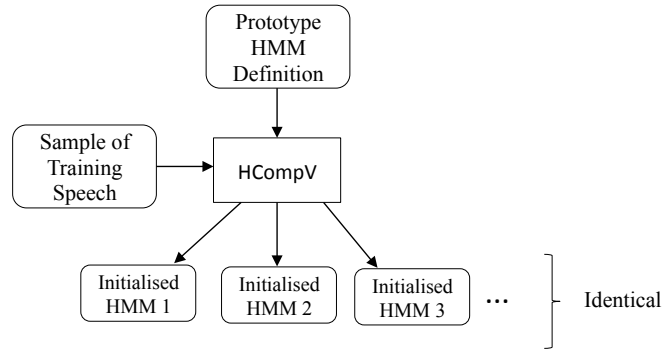 Prototype
HMM
Definition
Sample of
Training
Speech
HCompV
Initialised
HMM 1
Initialised
HMM 2
Initialised
HMM 3
...
Identical